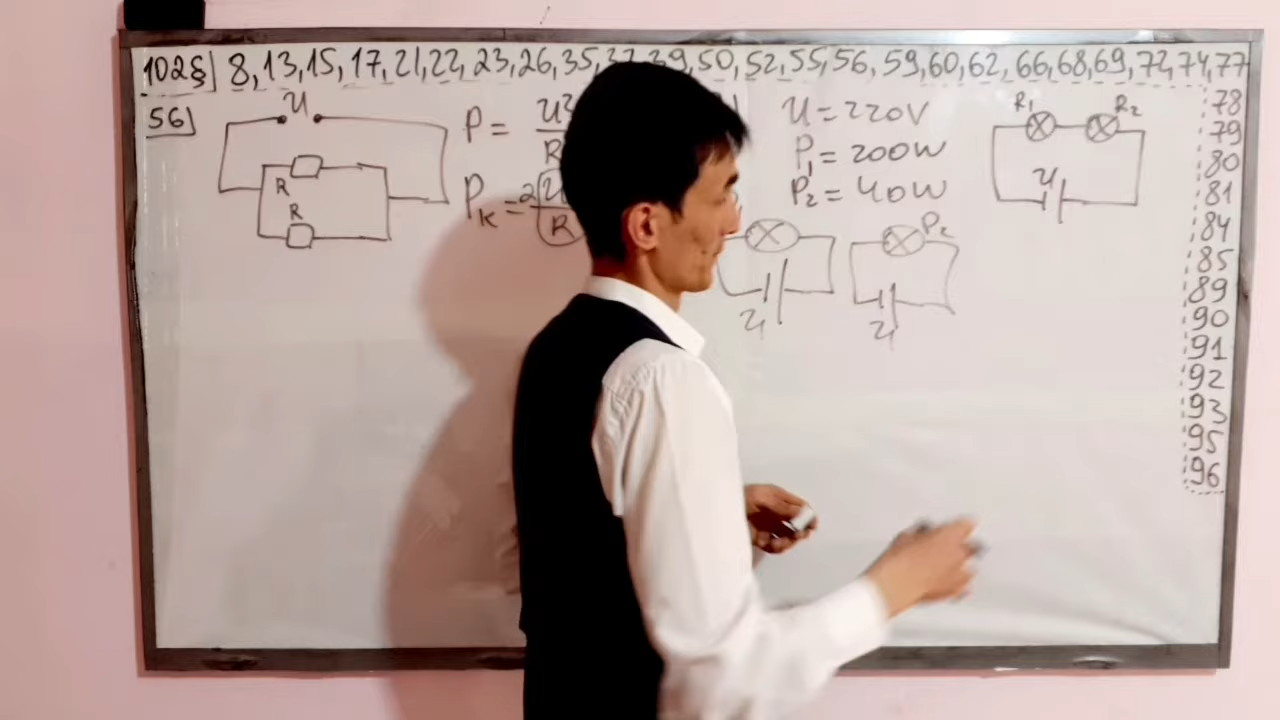 102§] 8, 13, 15, 17, 21, 22, 23, 26, 35, 37, 39, 50, 52, 55, 56, 59, 60, 62, 66, 68, 69, 72, 74, 77
78
79
80
81
84
85
89
90
91
92
93
95
96
56]
U
R
R
P = U²
R
P_K = 2
R
U = 220V
P₁ = 200W
P₂ = 40W
U
P₂
U
R₁ R₂
U